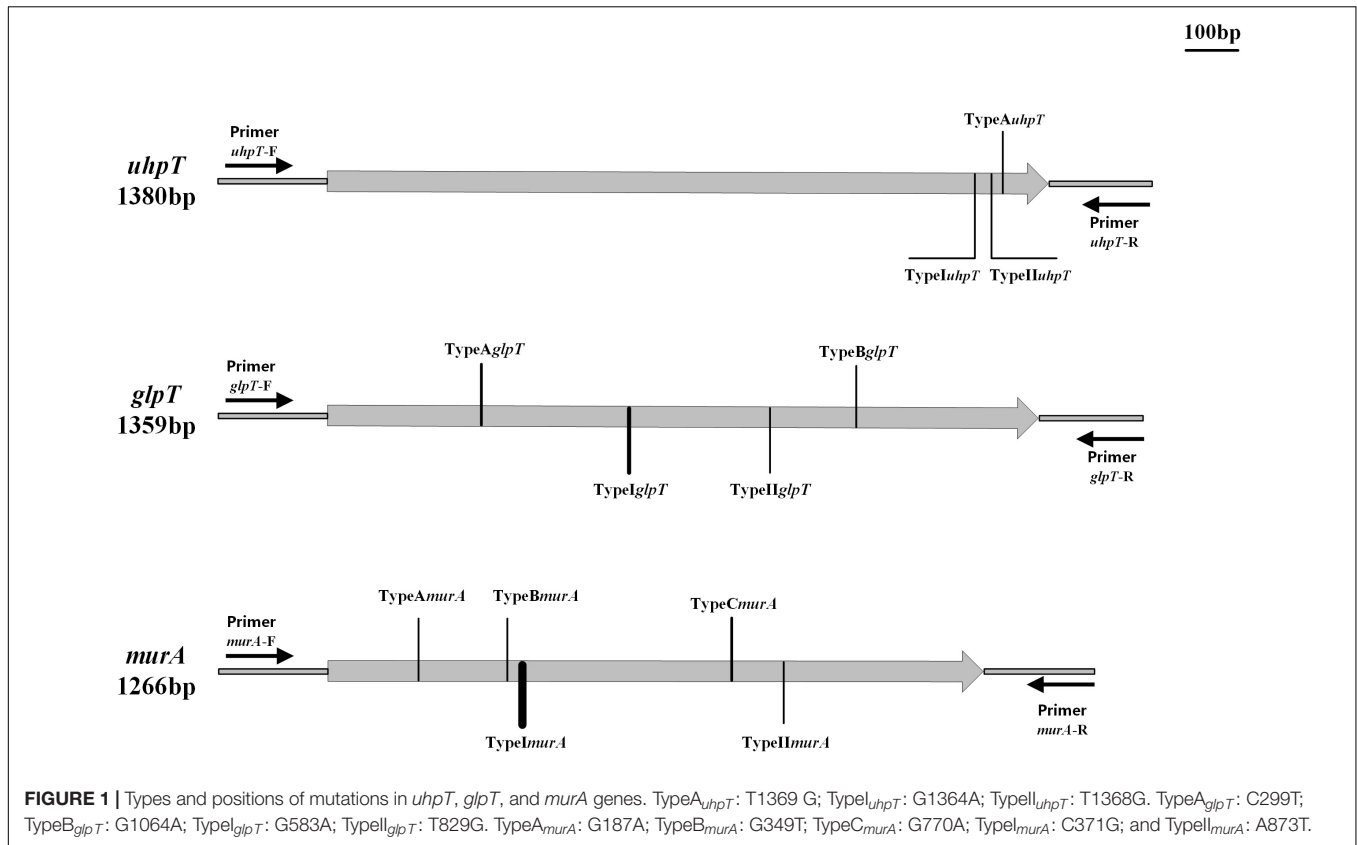 100bp
TypeAuhpT
Primer
uhpT-F
uhpT
1380bp
Primer
uhpT-R
TypeIuhpT
TypeIIuhpT
TypeAglpT
TypeBglpT
Primer
glpT-F
glpT
1359bp
Primer
glpT-R
TypeIglpT
TypeIIglpT
TypeAmurA
TypeBmurA
TypeCmurA
Primer
murA-F
murA
1266bp
Primer
murA-R
TypeImurA
TypeIImurA
FIGURE 1 | Types and positions of mutations in uhpT, glpT, and murA genes. TypeAuhpT: T1369 G; TypeIuhpT: G1364A; TypeIIuhpT: T1368G. TypeAglpT: C299T;
TypeBglpT: G1064A; TypeIglpT: G583A; TypeIIglpT: T829G. TypeAmurA: G187A; TypeBmurA: G349T; TypeCmurA: G770A; TypeImurA: C371G; and TypeIImurA: A873T.